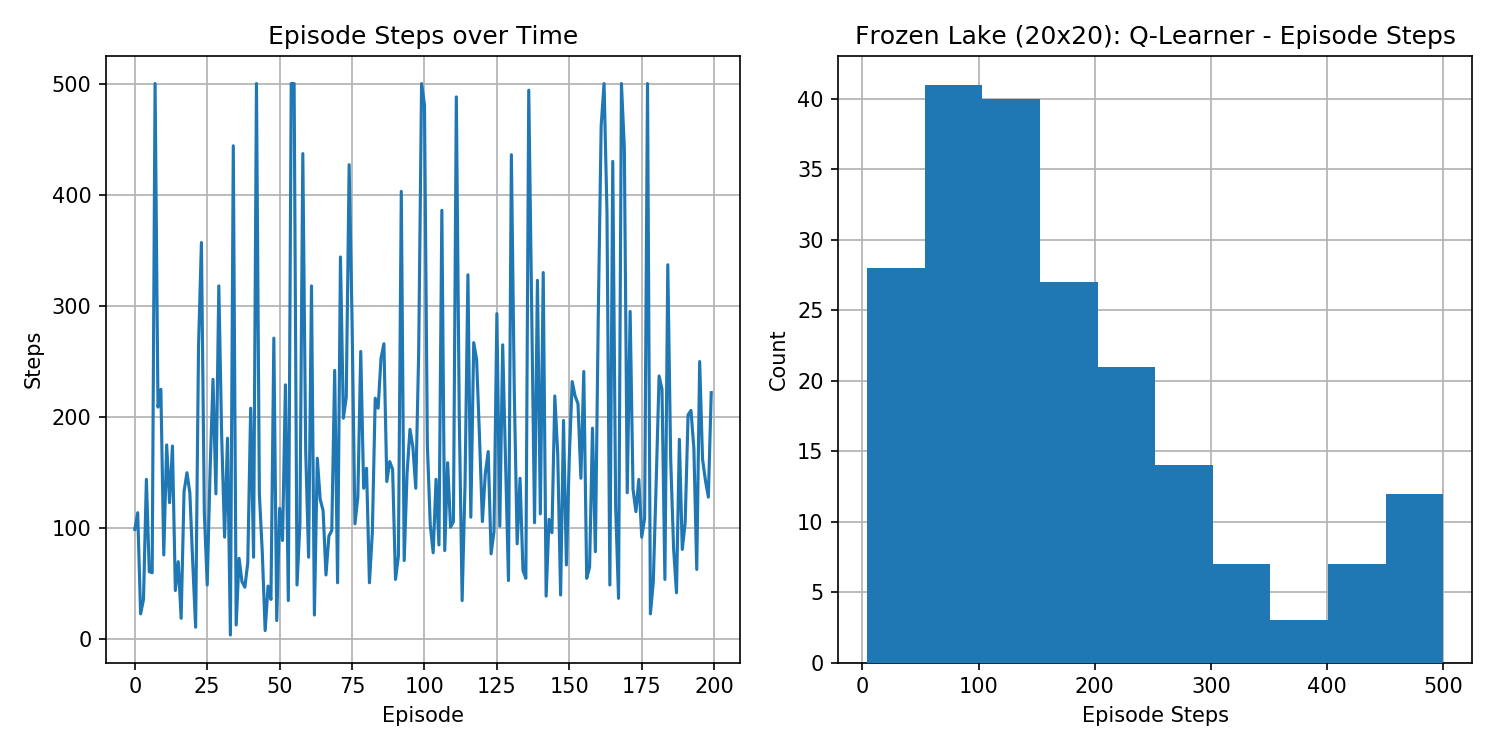 Episode Steps over Time
500
400
300
200
100
0
Steps
0 25 50 75 100 125 150 175 200
Episode
Frozen Lake (20x20): Q-Learner - Episode Steps
40
35
30
25
20
15
10
5
0
Count
0 100 200 300 400 500
Episode Steps